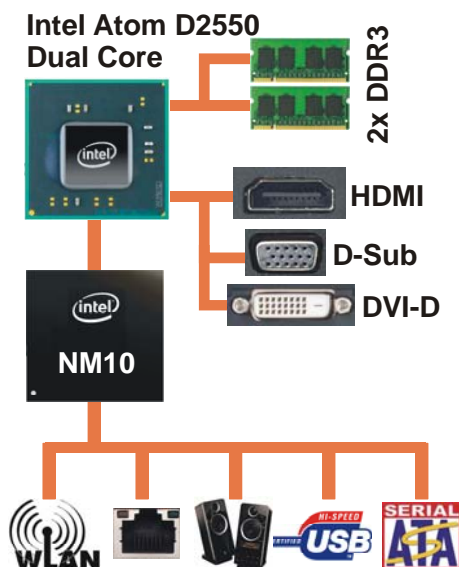 Intel Atom D2550
Dual Core
2x DDR3
intel
HDMI
D-Sub
DVI-D
intel
NM10
WLAN
HI-SPEED
CERTIFIED
USB
SERIAL
ATA